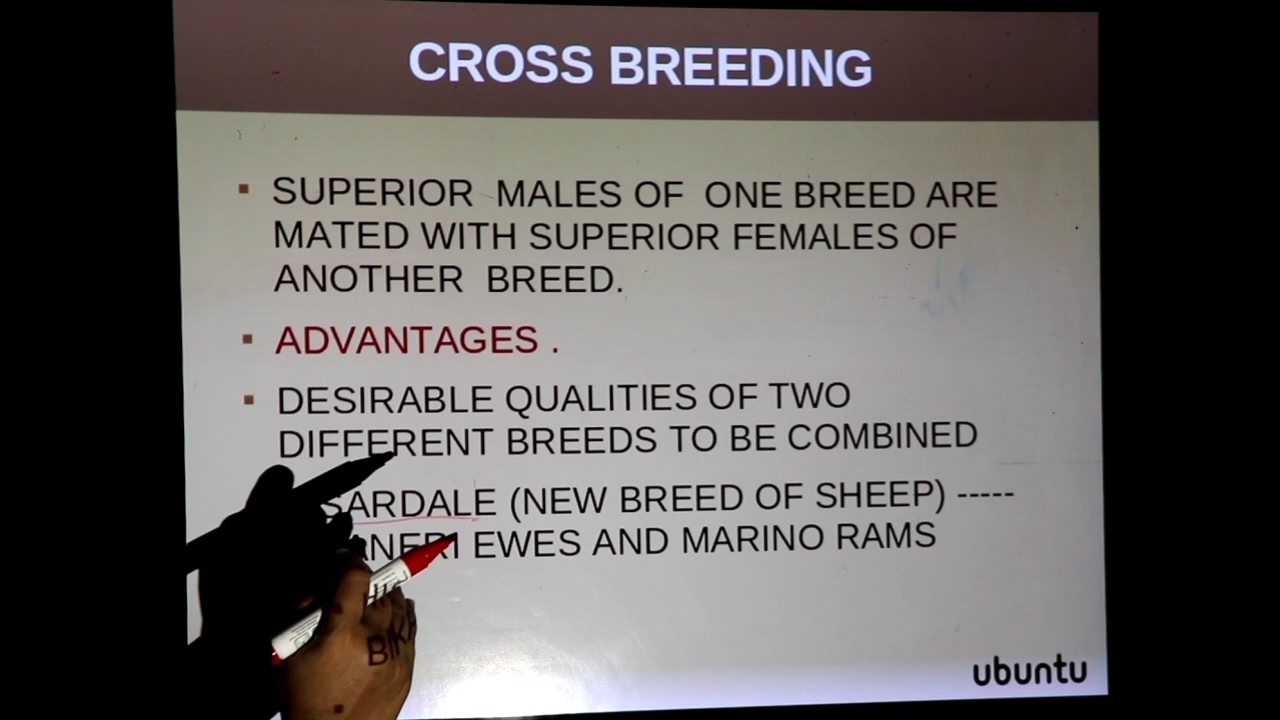 CROSS BREEDING
SUPERIOR MALES OF ONE BREED ARE
MATED WITH SUPERIOR FEMALES OF
ANOTHER BREED.
ADVANTAGES .
DESIRABLE QUALITIES OF TWO
DIFFERENT BREEDS TO BE COMBINED
SARDALE (NEW BREED OF SHEEP) -----
EWES AND MARINO RAMS
ubuntu